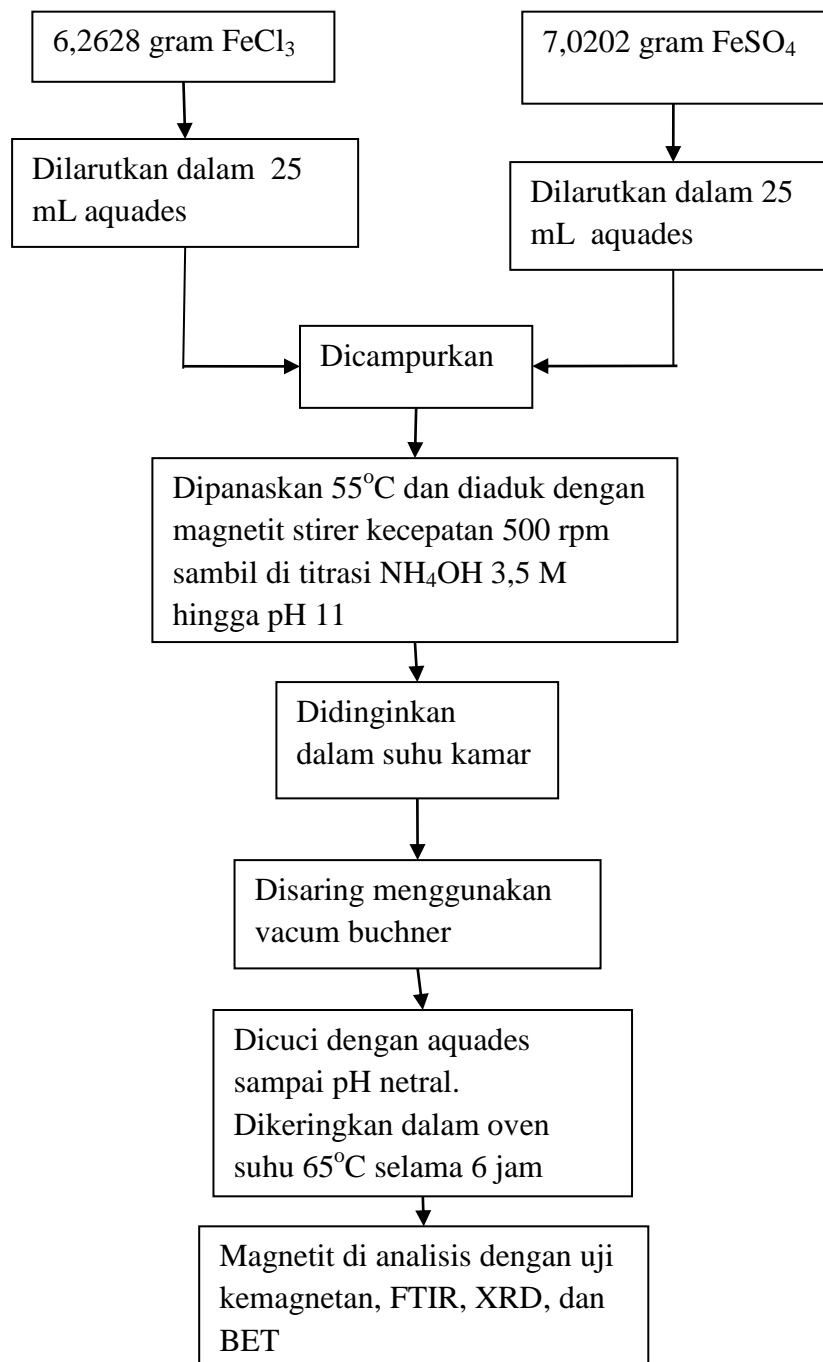 6,2628 gram FeCl₃
7,0202 gram FeSO₄
Dilarutkan dalam 25
mL aquades
Dilarutkan dalam 25
mL aquades
Dicampurkan
Dipanaskan 55°C dan diaduk dengan
magnetit stirer kecepatan 500 rpm
sambil di titrasi NH₄OH 3,5 M
hingga pH 11
Didinginkan
dalam suhu kamar
Disaring menggunakan
vacum buchner
Dicuci dengan aquades
sampai pH netral.
Dikeringkan dalam oven
suhu 65°C selama 6 jam
Magnetit di analisis dengan uji
kemagnetan, FTIR, XRD, dan
BET